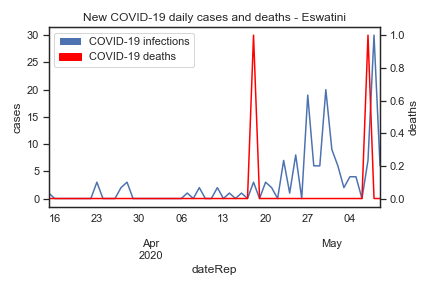 New COVID-19 daily cases and deaths - Eswatini
COVID-19 infections
COVID-19 deaths
30
25
20
15
10
5
0
cases
1.0
0.8
0.6
0.4
0.2
0.0
deaths
16 23 30 06 13 20 27 04
Apr May
2020
dateRep